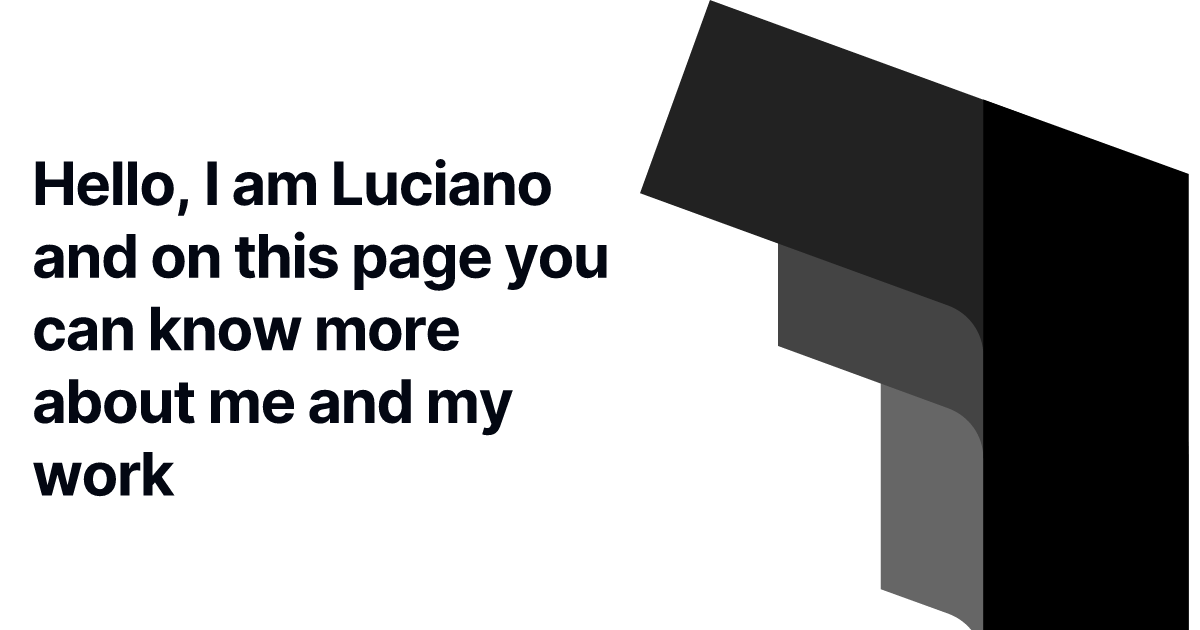 Hello, I am Luciano
and on this page you
can know more
about me and my
work